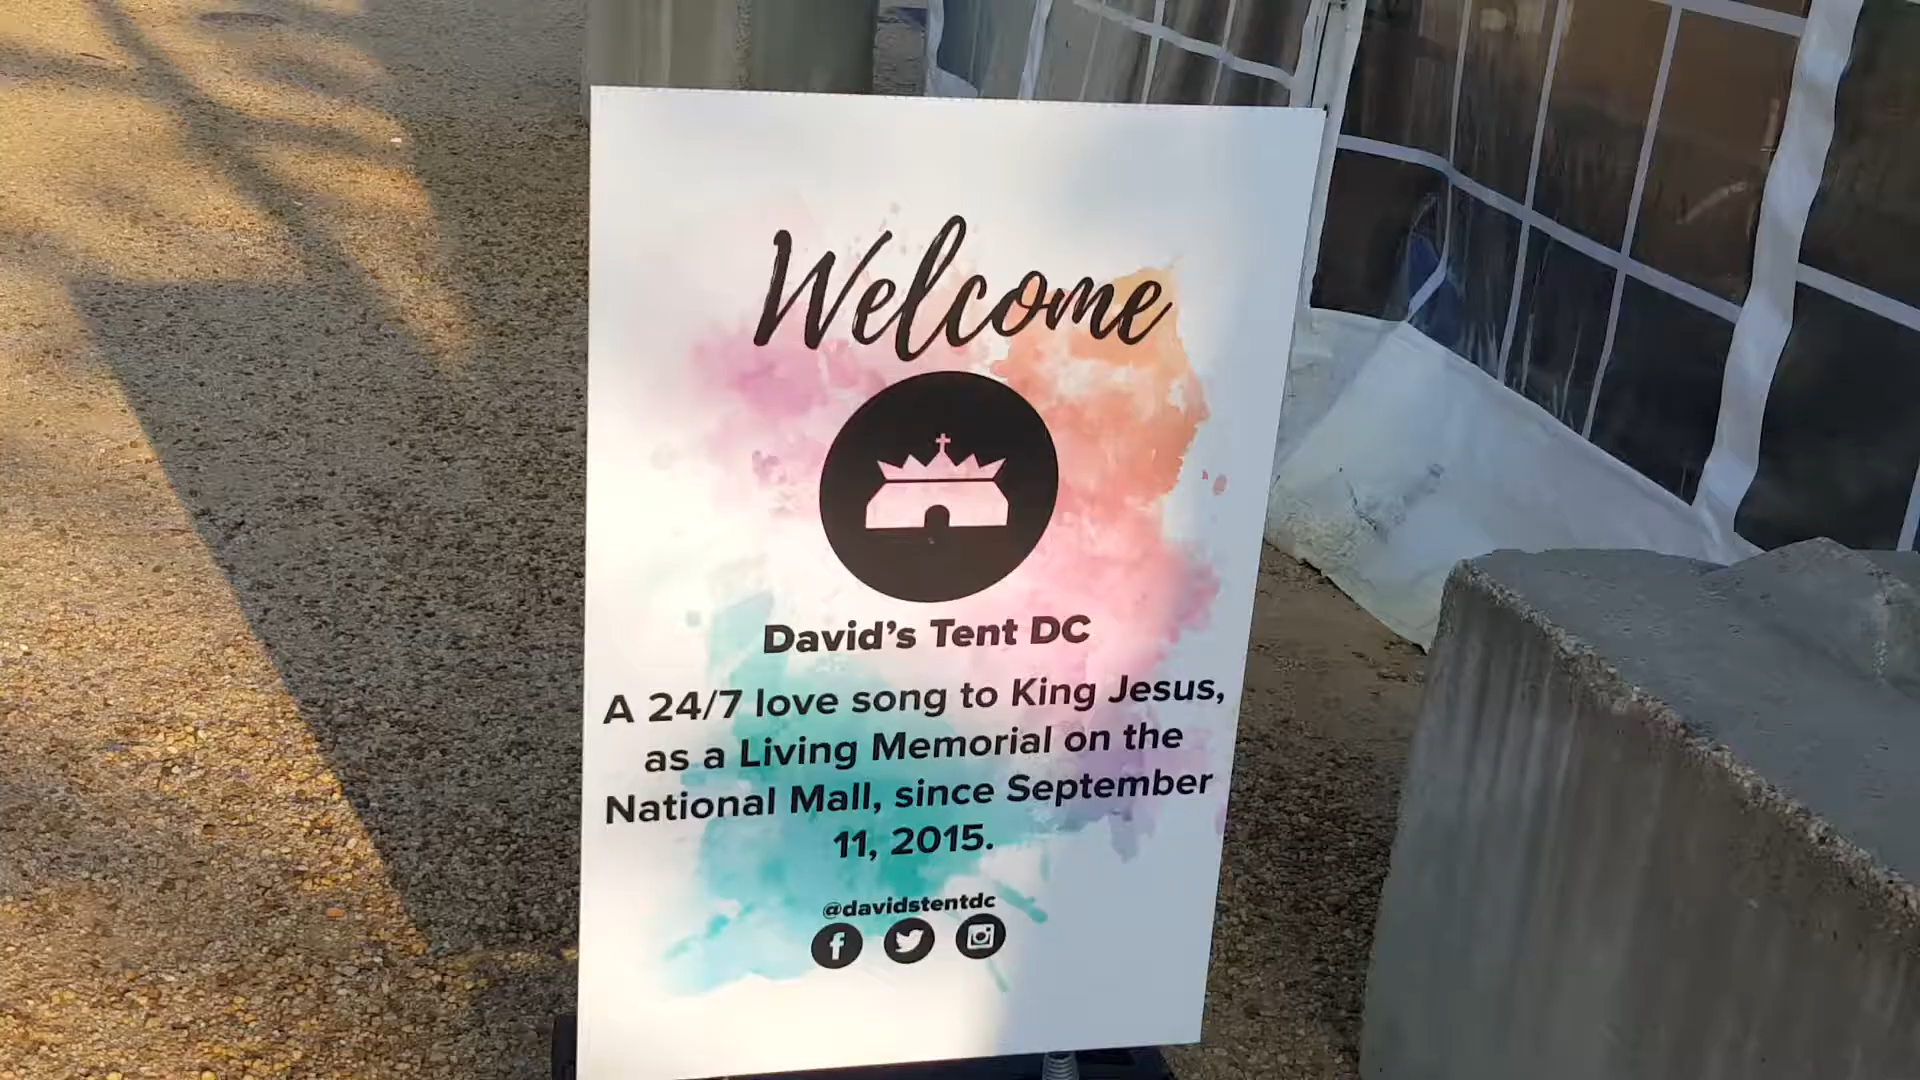 Welcome
David's Tent DC
A 24/7 love song to King Jesus,
as a Living Memorial on the
National Mall, since September
11, 2015.
@davidstentdc